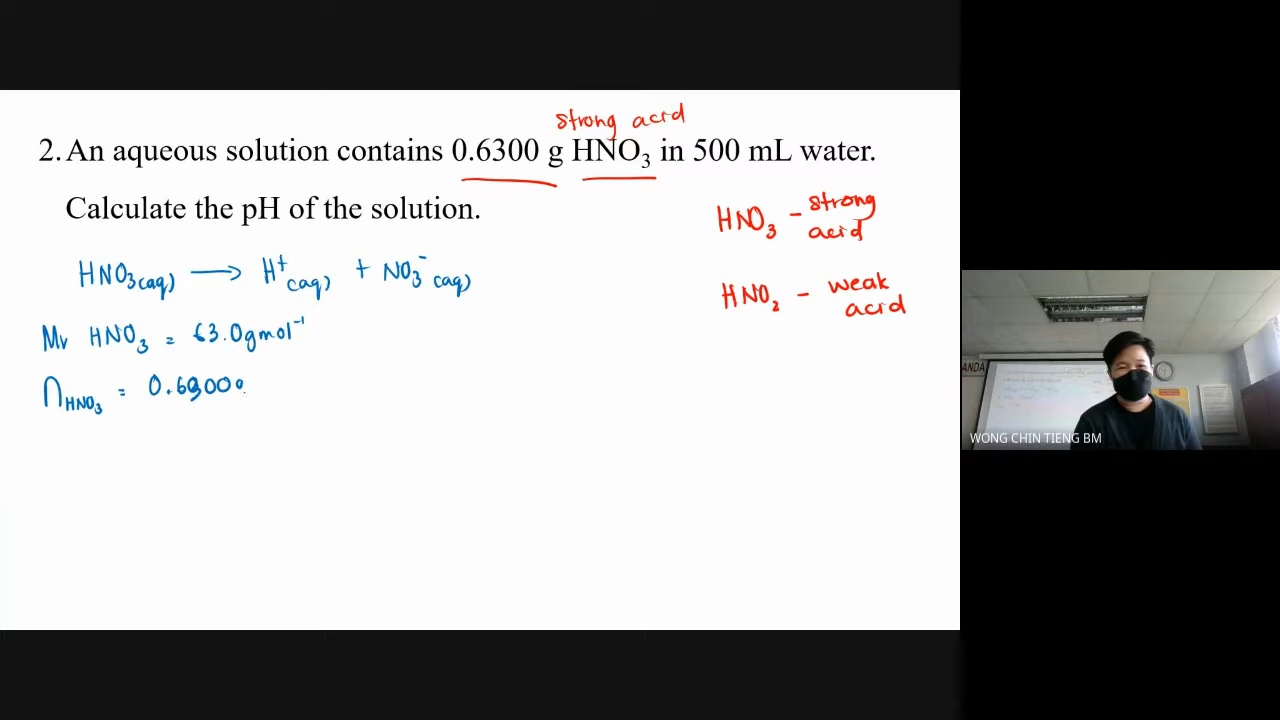 strong acid
2. An aqueous solution contains 0.6300 g HNO₃ in 500 mL water.
Calculate the pH of the solution.
HNO₃ - strong acid
HNO₃(aq) → H⁺(aq) + NO₃⁻(aq)
HNO₂ - weak acid
Mr HNO₃ = 63.0gmol⁻¹
nHNO₃ = 0.6300
WONG CHIN TIENG BM